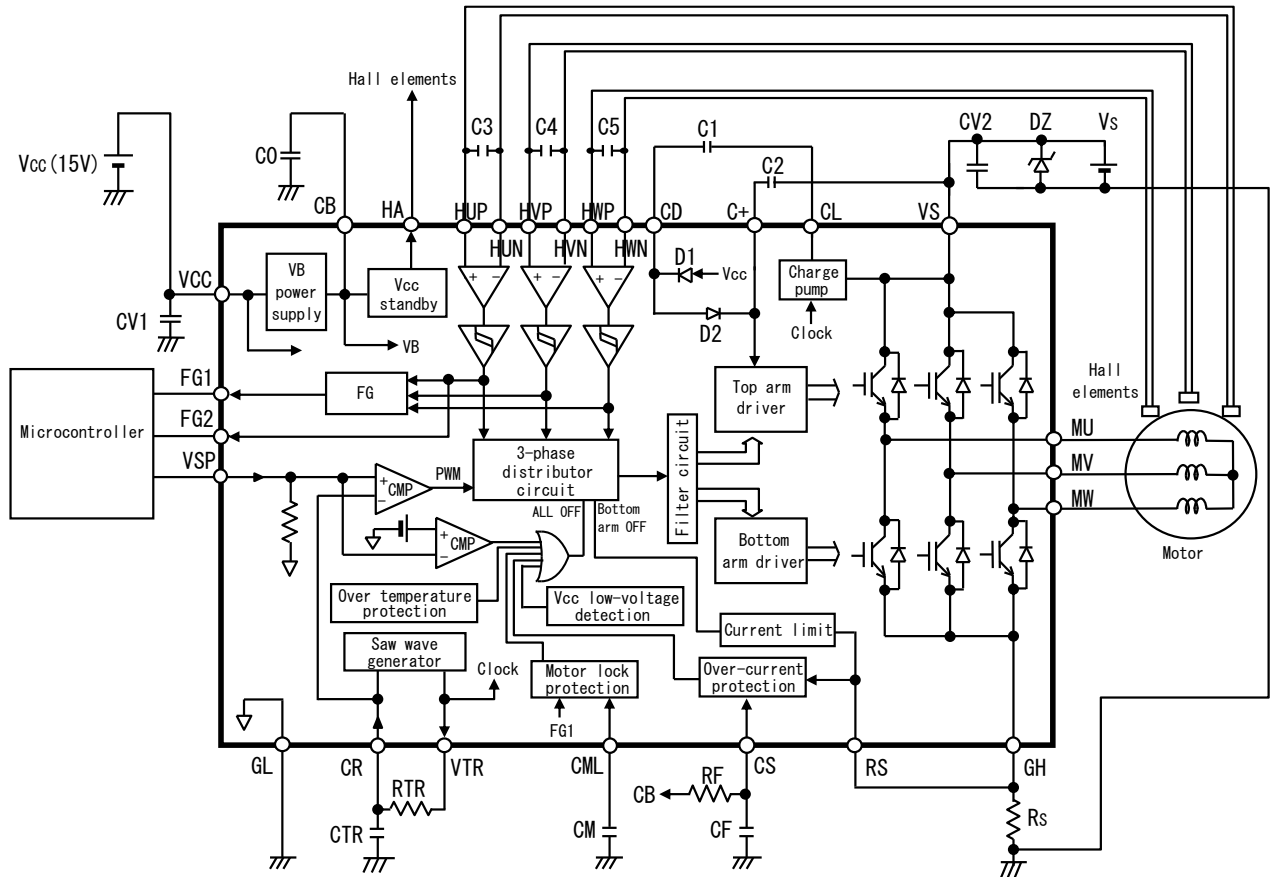 Hall elements
C3
C4
C5
C1
CV2
DZ
Vs
VCC(15V)
C0
C2
CB
HA
HUP
HVP
HWP
CD
C+
CL
VS
HUN
HVN
HWN
VCC
VB
power
supply
Vcc
standby
+ −
+ −
+ −
D1
Vcc
Charge
pump
D2
Clock
CV1
VB
FG1
FG
Top arm
driver
Hall
elements
Microcontroller
FG2
MU
VSP
3-phase
distributor
circuit
Filter circuit
MV
+
−
CMP
PWM
MW
ALL OFF
Bottom
arm OFF
+
−
CMP
Bottom
arm driver
Motor
Over temperature
protection
Vcc low-voltage
detection
Current limit
Saw wave
generator
Clock
Motor lock
protection
Over-current
protection
FG1
GL
CR
VTR
CML
CS
RS
GH
RTR
CB
RF
CTR
CM
CF
Rs